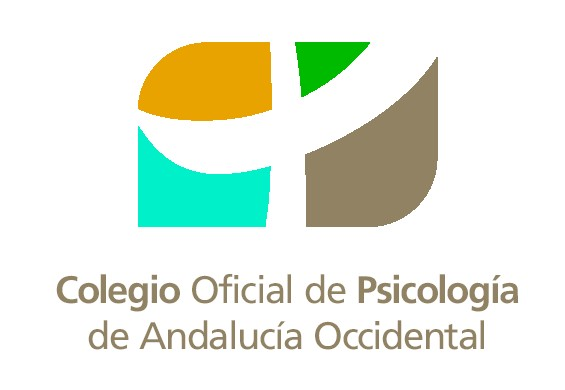 Colegio Oficial de Psicología
de Andalucía Occidental